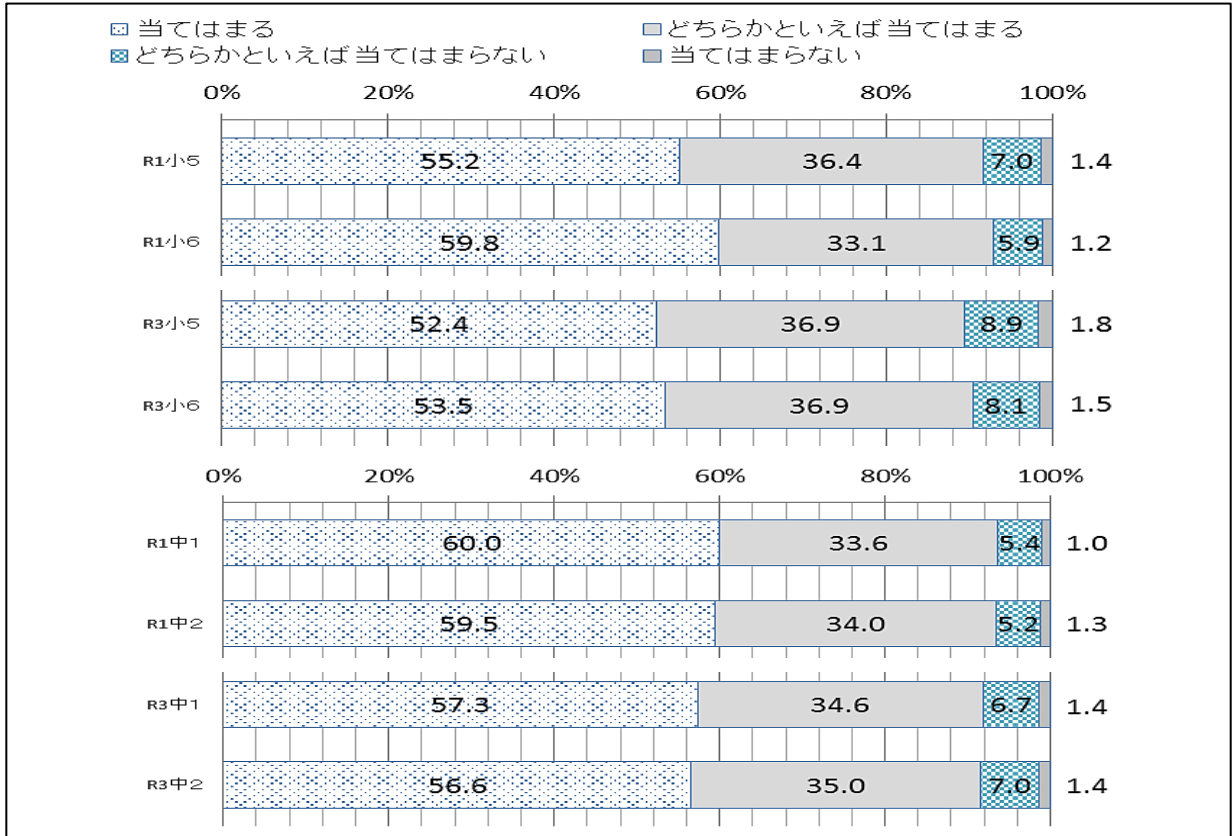 当てはまる どちらかといえば当てはまる
どちらかといえば当てはまらない 当てはまらない
0% 20% 40% 60% 80% 100%
R1小5 55.2 36.4 7.0 1.4
R1小6 59.8 33.1 5.9 1.2
R3小5 52.4 36.9 8.9 1.8
R3小6 53.5 36.9 8.1 1.5
0% 20% 40% 60% 80% 100%
R1中1 60.0 33.6 5.4 1.0
R1中2 59.5 34.0 5.2 1.3
R3中1 57.3 34.6 6.7 1.4
R3中2 56.6 35.0 7.0 1.4